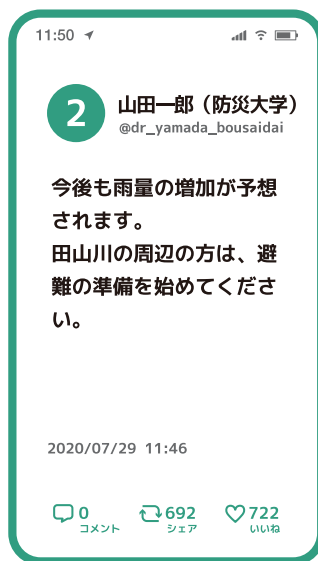 11:50
2
山田一郎（防災大学）
@dr_yamada_bousaidai
今後も雨量の増加が予想
されます。
田山川の周辺の方は、避
難の準備を始めてくださ
い。
2020/07/29 11:46
0 692 722
コメント シェア いいね